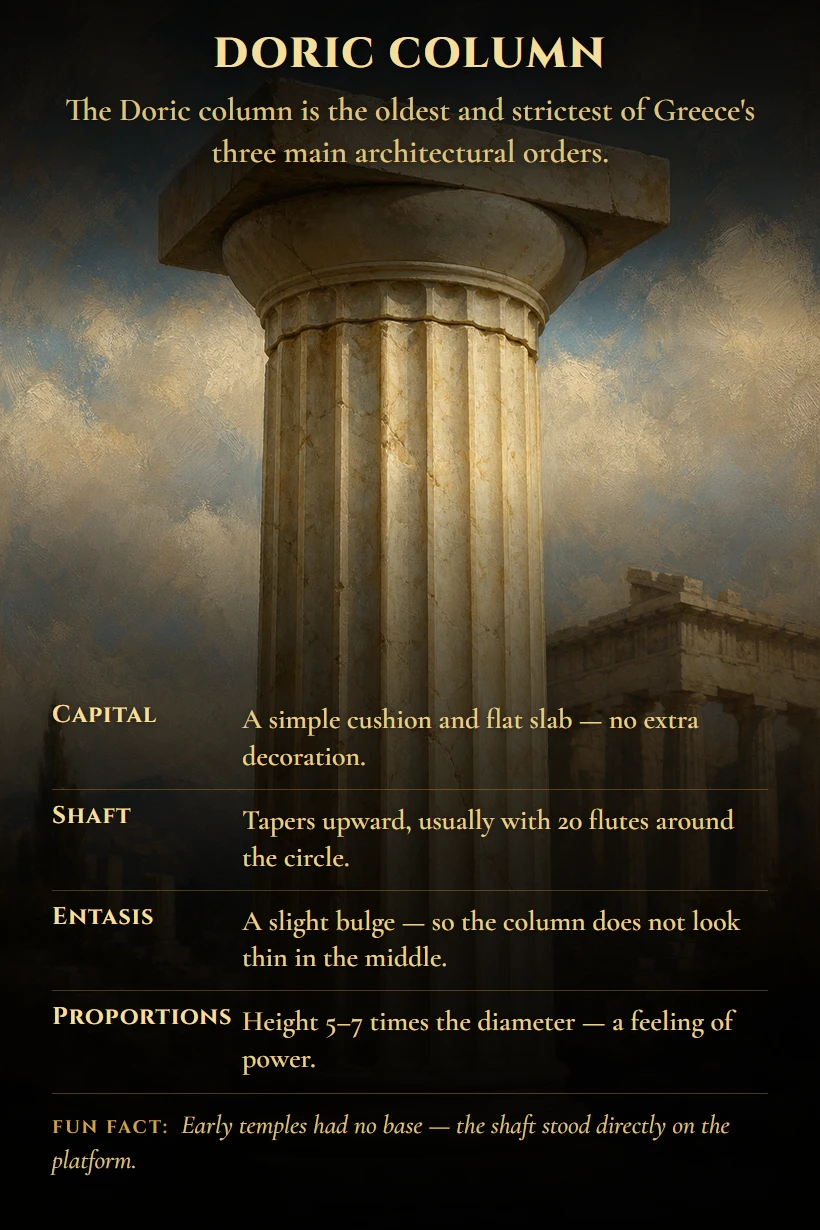 DORIC COLUMN
The Doric column is the oldest and strictest of Greece's
three main architectural orders.
CAPITAL
A simple cushion and flat slab — no extra
decoration.
SHAFT
Tapers upward, usually with 20 flutes around
the circle.
ENTASIS
A slight bulge — so the column does not look
thin in the middle.
PROPORTIONS
Height 5–7 times the diameter — a feeling of
power.
FUN FACT: Early temples had no base — the shaft stood directly on the
platform.